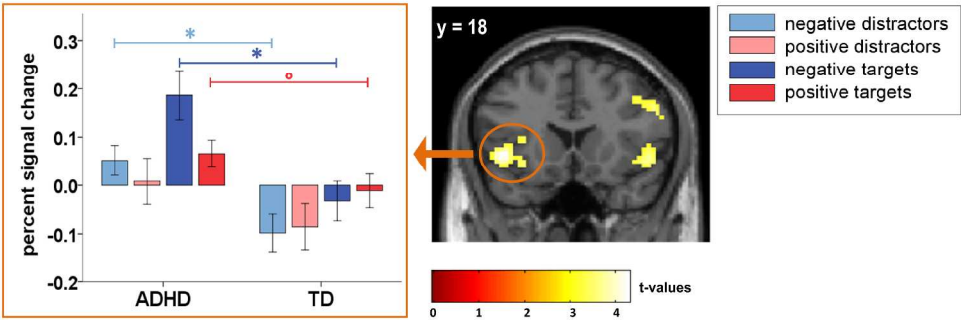 percent signal change
0.3
0.2
0.1
0.0
-0.1
-0.2
*
*
°
ADHD TD
y = 18
0 1 2 3 4
t-values
negative distractors
positive distractors
negative targets
positive targets